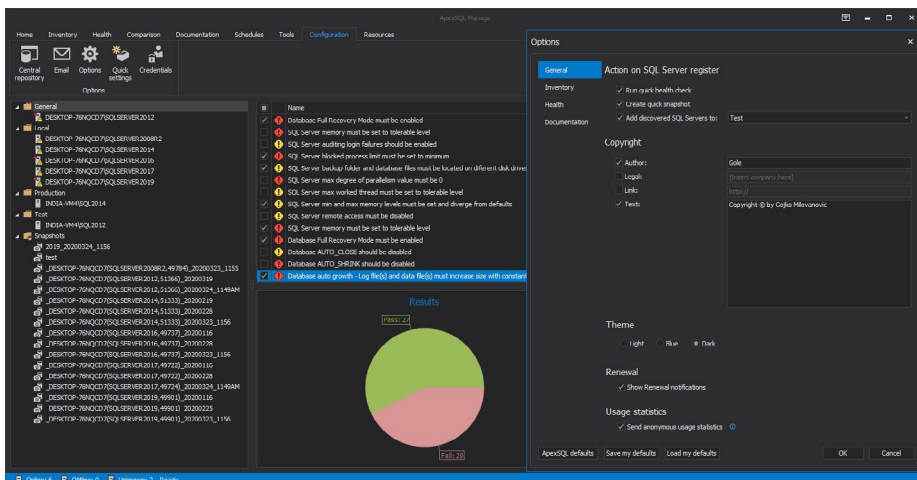 ApexSQL Manage
Home Inventory Health Comparison Documentation Schedules Tools Configuration Resources
Central repository
Email
Options
Quick settings
Credentials
Options
General
DESKTOP-76NQCD7\SQLSERVER2012
Local
DESKTOP-76NQCD7\SQLSERVER2008R2
DESKTOP-76NQCD7\SQLSERVER2014
DESKTOP-76NQCD7\SQLSERVER2016
DESKTOP-76NQCD7\SQLSERVER2017
DESKTOP-76NQCD7\SQLSERVER2019
Production
INDIA-VM4\SQL2014
Test
INDIA-VM4\SQL2012
Snapshots
2019_20200324_1156
test
_DESKTOP-76NQCD7(SQLSERVER2008R2,49784)_20200323_1155
_DESKTOP-76NQCD7(SQLSERVER2012,51366)_20200319
_DESKTOP-76NQCD7(SQLSERVER2012,51366)_20200324_1149AM
_DESKTOP-76NQCD7(SQLSERVER2014,51333)_20200219
_DESKTOP-76NQCD7(SQLSERVER2014,51333)_20200228
_DESKTOP-76NQCD7(SQLSERVER2014,51333)_20200323_1156
_DESKTOP-76NQCD7(SQLSERVER2016,49737)_20200116
_DESKTOP-76NQCD7(SQLSERVER2016,49737)_20200228
_DESKTOP-76NQCD7(SQLSERVER2016,49737)_20200323_1156
_DESKTOP-76NQCD7(SQLSERVER2017,49722)_20200116
_DESKTOP-76NQCD7(SQLSERVER2017,49722)_20200228
_DESKTOP-76NQCD7(SQLSERVER2017,49724)_20200324_1149AM
_DESKTOP-76NQCD7(SQLSERVER2019,49901)_20200116
_DESKTOP-76NQCD7(SQLSERVER2019,49901)_20200225
_DESKTOP-76NQCD7(SQLSERVER2019,49901)_20200323_1156
Name
Database Full Recovery Mode must be enabled
SQL Server memory must be set to tolerable level
SQL Server auditing login failures should be enabled
SQL Server blocked process limit must be set to minimum
SQL Server backup folder and database files must be located on different disk drives
SQL Server max degree of parallelism value must be 0
SQL Server max worked thread must be set to tolerable level
SQL Server min and max memory levels must be set and diverge from defaults
SQL Server remote access must be disabled
SQL Server memory must be set to tolerable level
Database Full Recovery Mode must be enabled
Database AUTO_CLOSE should be disabled
Database AUTO_SHRINK should be disabled
Database auto growth - Log file(s) and data file(s) must increase size with constant
Results
Pass: 27
Fail: 20
Options
General
Inventory
Health
Documentation
Action on SQL Server register
Run quick health check
Create quick snapshot
Add discovered SQL Servers to: Test
Copyright
Author: Gole
Legal: [Insert company here]
Link: http://
Text: Copyright © by Gojko Milovanovic
Theme
Light Blue Dark
Renewal
Show Renewal notifications
Usage statistics
Send anonymous usage statistics
ApexSQL defaults Save my defaults Load my defaults OK Cancel
Online: 6 Offline: 0 Unknown: 2 Ready